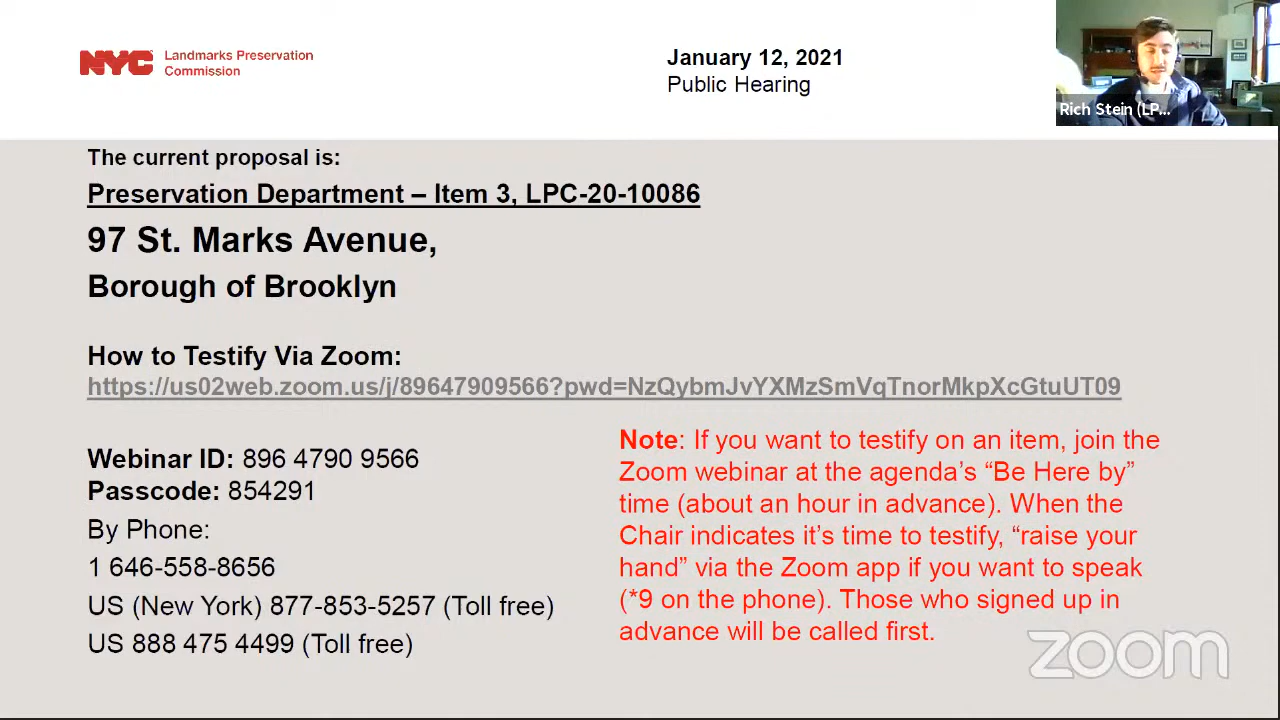 NYC Landmarks Preservation
Commission
January 12, 2021
Public Hearing
Rich Stein (LP...
The current proposal is:
Preservation Department – Item 3, LPC-20-10086
97 St. Marks Avenue,
Borough of Brooklyn
How to Testify Via Zoom:
https://us02web.zoom.us/j/89647909566?pwd=NzQybmJvYXMzSmVqTnorMkpXcGtuUT09
Webinar ID: 896 4790 9566
Passcode: 854291
By Phone:
1 646-558-8656
US (New York) 877-853-5257 (Toll free)
US 888 475 4499 (Toll free)
Note: If you want to testify on an item, join the
Zoom webinar at the agenda’s “Be Here by”
time (about an hour in advance). When the
Chair indicates it’s time to testify, “raise your
hand” via the Zoom app if you want to speak
(*9 on the phone). Those who signed up in
advance will be called first.
zoom